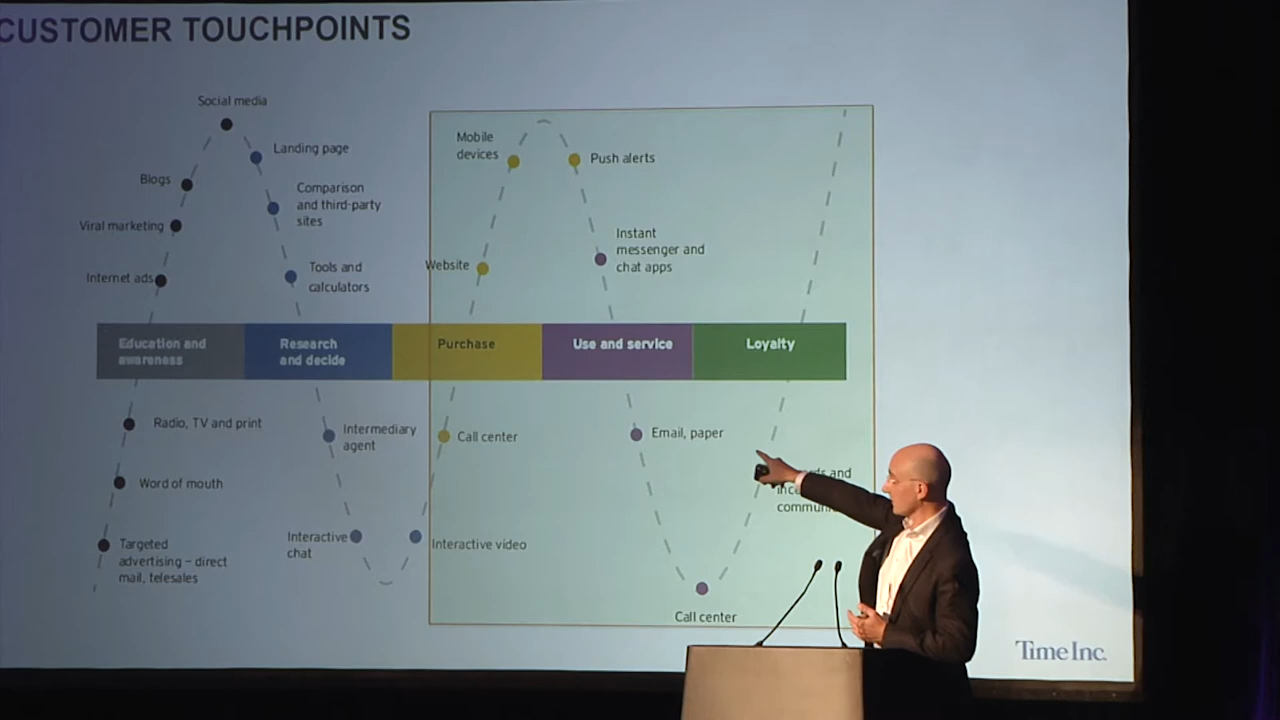 CUSTOMER TOUCHPOINTS
Social media
Landing page
Blogs
Comparison
and third-party
sites
Viral marketing
Internet ads
Tools and
calculators
Mobile
devices
Push alerts
Instant
messenger and
chat apps
Website
Education and
awareness
Research
and decide
Purchase
Use and service
Loyalty
Radio, TV and print
Word of mouth
Targeted
advertising – direct
mail, telesales
Intermediary
agent
Interactive
chat
Interactive video
Call center
Email, paper
and
Call center
Time Inc.